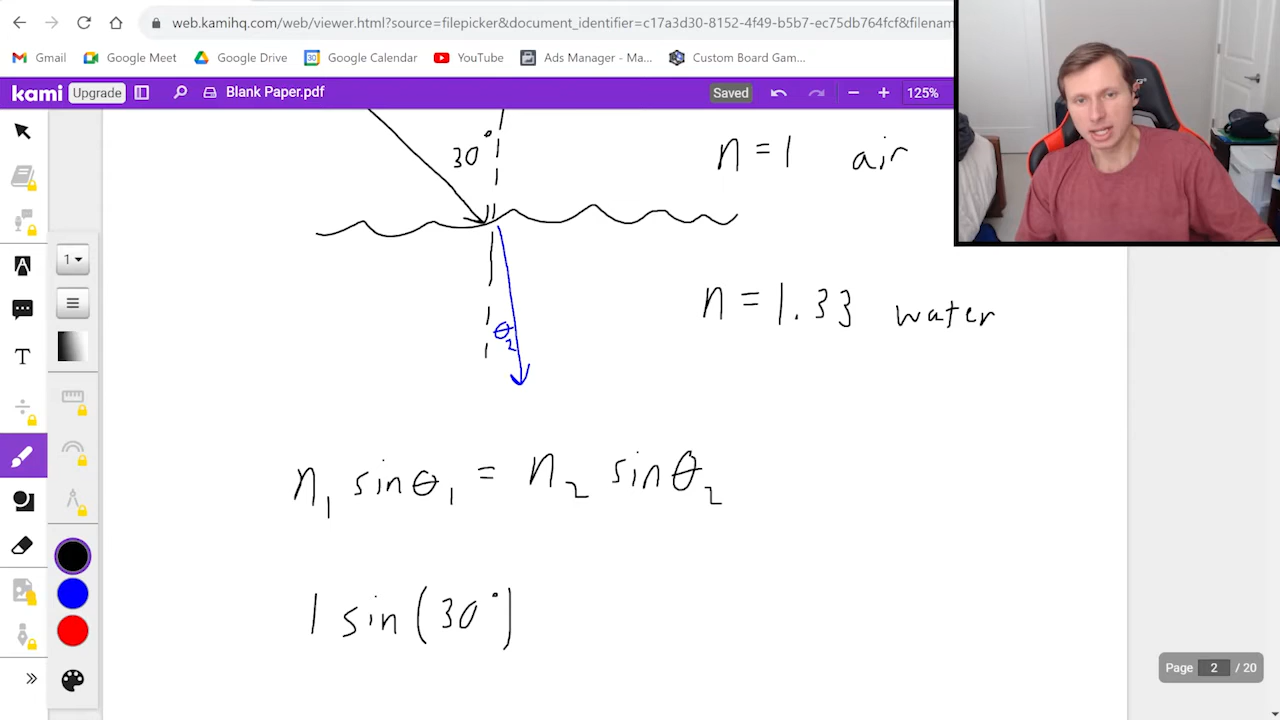 web.kamihq.com/web/viewer.html?source=filepicker&document_identifier=c17a3d30-8152-4f49-b5b7-ec75db764fcf&filenam
Gmail Google Meet Google Drive 30 Google Calendar YouTube Ads Manager - Ma... Custom Board Gam...
kami Upgrade Blank Paper.pdf Saved 125%
30°
n = 1 air
1
n = 1.33 water
θ₂
T
n₁ sinθ₁ = n₂ sinθ₂
1 sin(30°)
Page 2 / 20